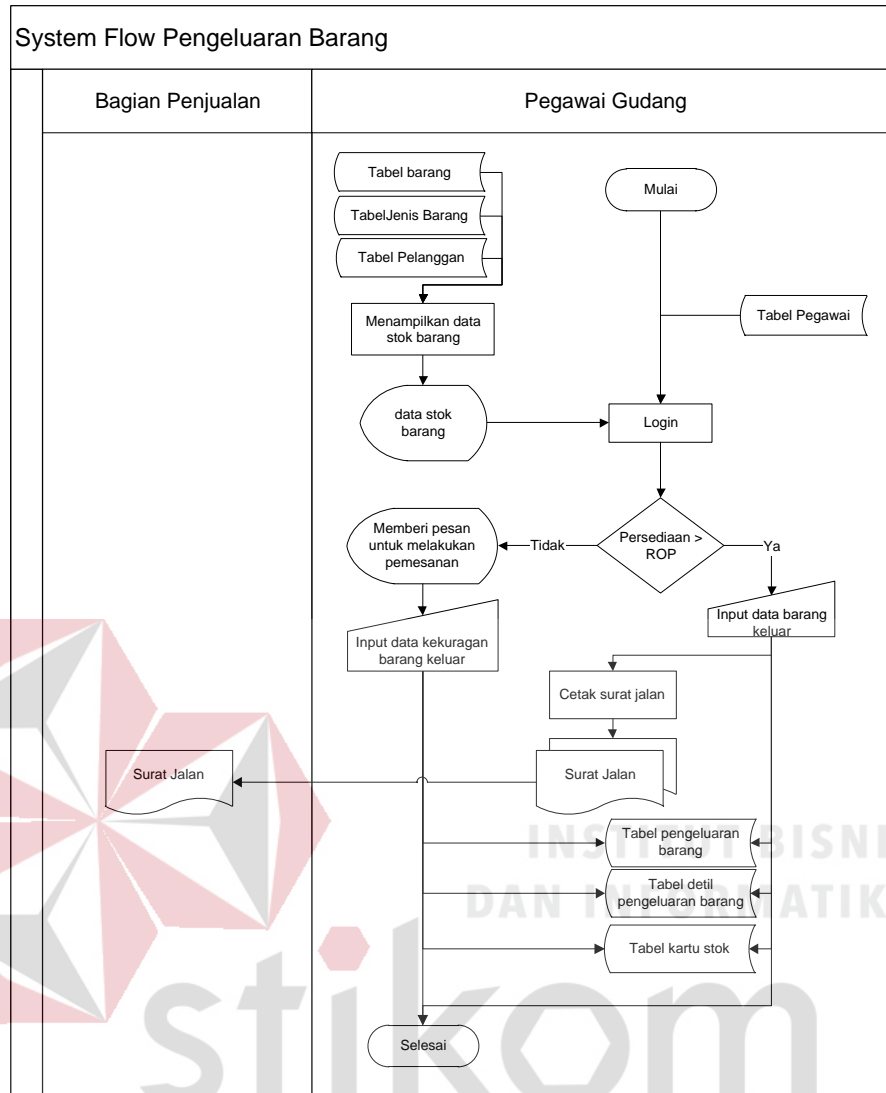 System Flow Pengeluaran Barang
Bagian Penjualan
Pegawai Gudang
Tabel barang
Mulai
TabelJenis Barang
Tabel Pelanggan
Tabel Pegawai
Menampilkan data
stok barang
data stok
barang
Login
Memberi pesan
untuk melakukan
pemesanan
Tidak
Persediaan >
ROP
Ya
Input data barang
keluar
Input data kekuragan
barang keluar
Cetak surat jalan
Surat Jalan
Surat Jalan
INSTITUT BISNI
DAN INFORMATIK
Tabel pengeluaran
barang
Tabel detil
pengeluaran barang
Tabel kartu stok
Selesai
stikom